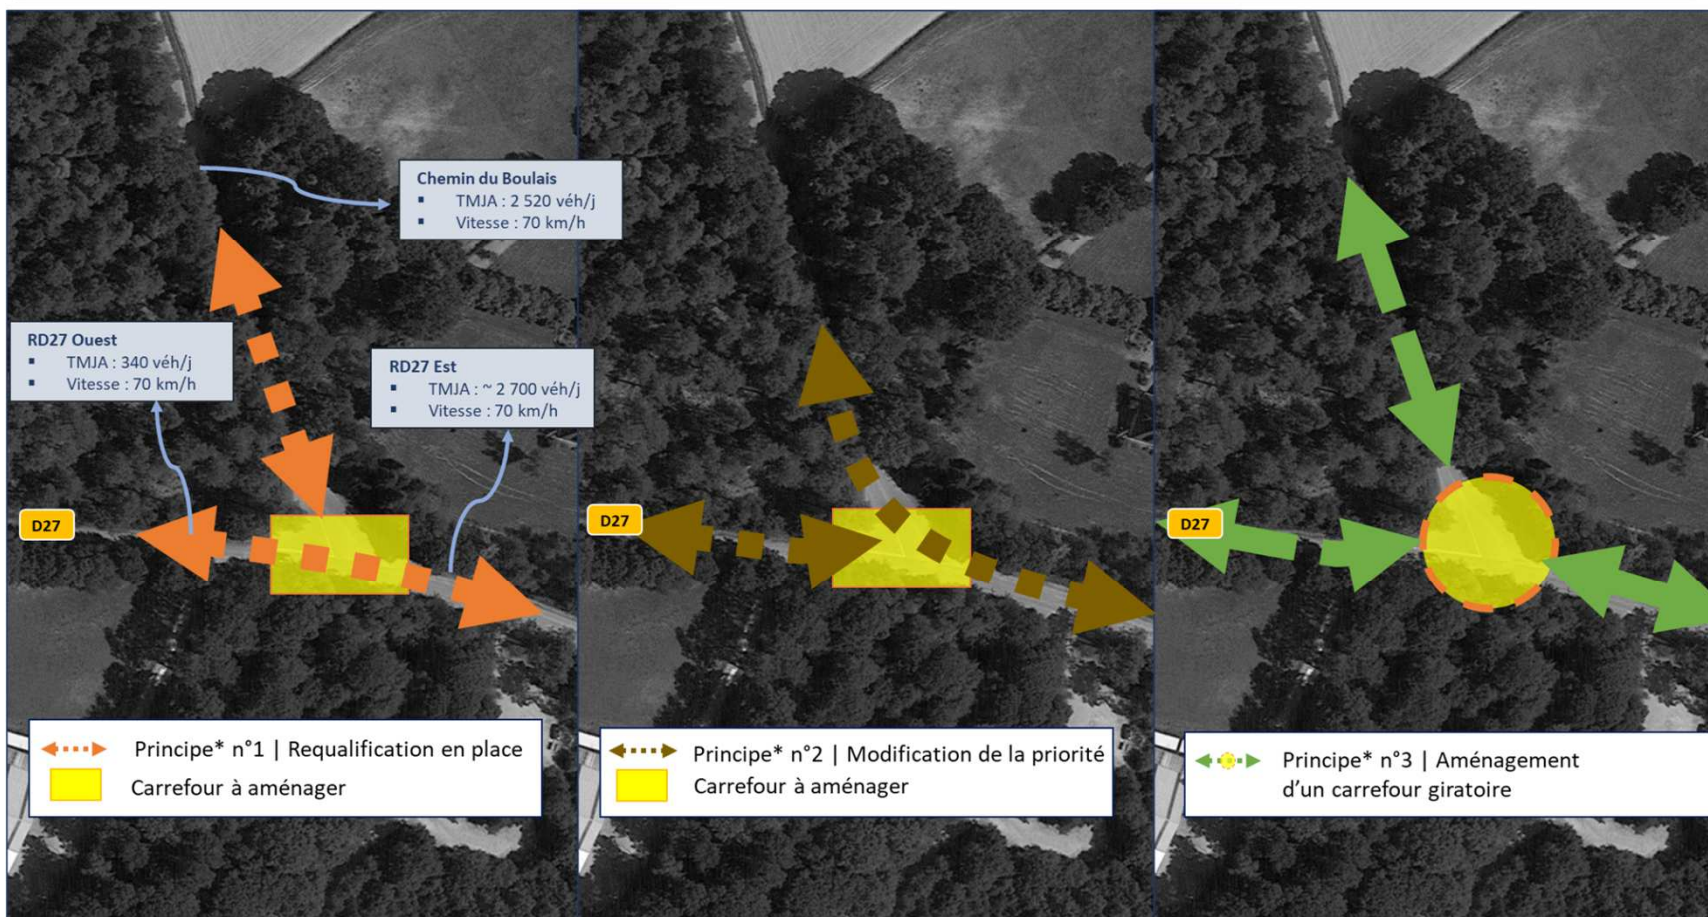 Chemin du Boulais
▪ TMJA : 2 520 véh/j
▪ Vitesse : 70 km/h
RD27 Ouest
▪ TMJA : 340 véh/j
▪ Vitesse : 70 km/h
RD27 Est
▪ TMJA : ~ 2 700 véh/j
▪ Vitesse : 70 km/h
D27
D27
D27
Principe* n°1 | Requalification en place
Carrefour à aménager
Principe* n°2 | Modification de la priorité
Carrefour à aménager
Principe* n°3 | Aménagement
d'un carrefour giratoire